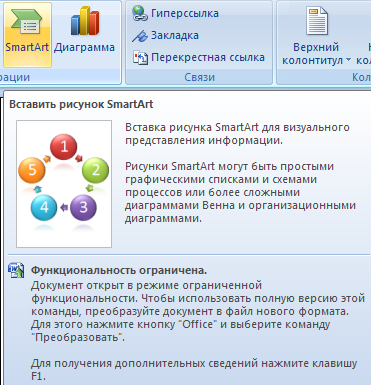 SmartArt Диаграмма
Гиперссылка
Закладка
Перекрестная ссылка
Верхний
колонтитул
рации
Связи
Кол
Вставить рисунок SmartArt
1
2
3
4
5
Вставка рисунка SmartArt для визуального
представления информации.
Рисунки SmartArt могут быть простыми
графическими списками и схемами
процессов или более сложными
диаграммами Венна и организационными
диаграммами.
Функциональность ограничена.
Документ открыт в режиме ограниченной
функциональности. Чтобы использовать полную версию этой
команды, преобразуйте документ в файл нового формата.
Для этого нажмите кнопку "Office" и выберите команду
"Преобразовать".
Для получения дополнительных сведений нажмите клавишу
F1.